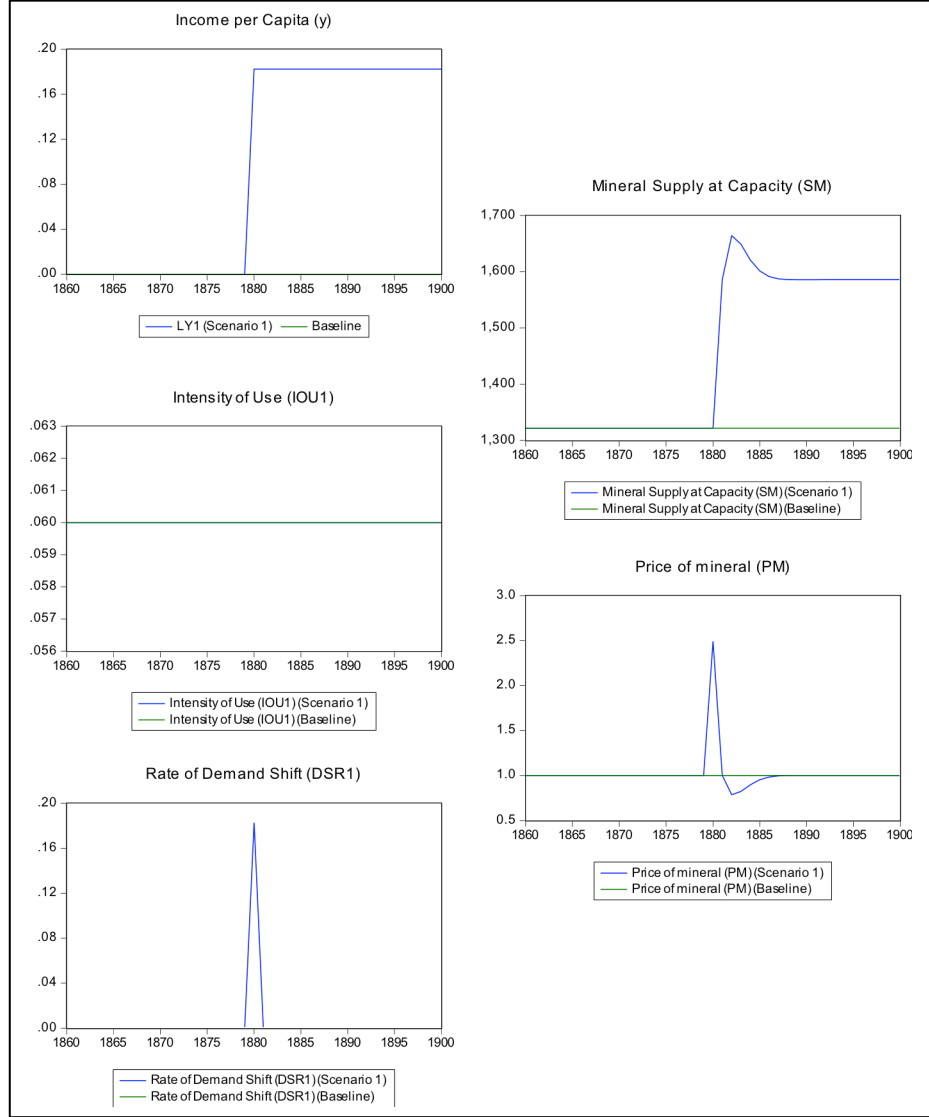 Income per Capita (y)
.20
.16
.12
.08
.04
.00
1860 1865 1870 1875 1880 1885 1890 1895 1900
LY1 (Scenario 1) Baseline
Intensity of Use (IOU1)
.063
.062
.061
.060
.059
.058
.057
.056
1860 1865 1870 1875 1880 1885 1890 1895 1900
Intensity of Use (IOU1) (Scenario 1)
Intensity of Use (IOU1) (Baseline)
Rate of Demand Shift (DSR1)
.20
.16
.12
.08
.04
.00
1860 1865 1870 1875 1880 1885 1890 1895 1900
Rate of Demand Shift (DSR1) (Scenario 1)
Rate of Demand Shift (DSR1) (Baseline)
Mineral Supply at Capacity (SM)
1,700
1,600
1,500
1,400
1,300
1860 1865 1870 1875 1880 1885 1890 1895 1900
Mineral Supply at Capacity (SM) (Scenario 1)
Mineral Supply at Capacity (SM) (Baseline)
Price of mineral (PM)
3.0
2.5
2.0
1.5
1.0
0.5
1860 1865 1870 1875 1880 1885 1890 1895 1900
Price of mineral (PM) (Scenario 1)
Price of mineral (PM) (Baseline)